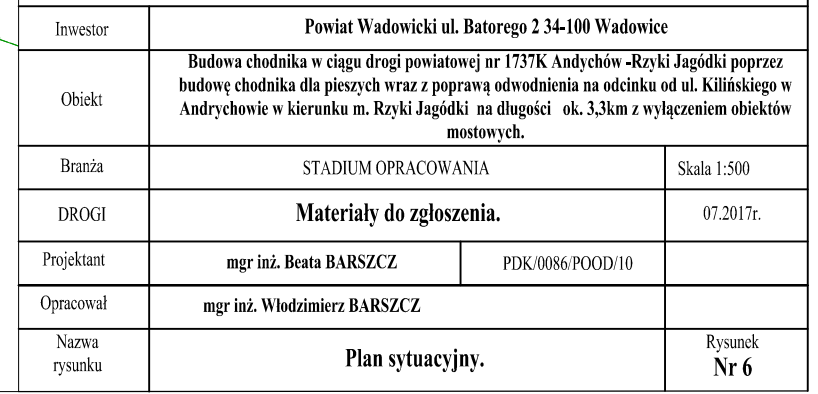 Inwestor
Powiat Wadowicki ul. Batorego 2 34-100 Wadowice
Obiekt
Budowa chodnika w ciągu drogi powiatowej nr 1737K Andychów -Rzyki Jagódki poprzez
budowę chodnika dla pieszych wraz z poprawą odwodnienia na odcinku od ul. Kilińskiego w
Andrychowie w kierunku m. Rzyki Jagódki na długości ok. 3,3km z wyłączeniem obiektów
mostowych.
Branża
STADIUM OPRACOWANIA
Skala 1:500
DROGI
Materiały do zgłoszenia.
07.2017r.
Projektant
mgr inż. Beata BARSZCZ
PDK/0086/POOD/10
Opracował
mgr inż. Włodzimierz BARSZCZ
Nazwa
rysunku
Plan sytuacyjny.
Rysunek
Nr 6